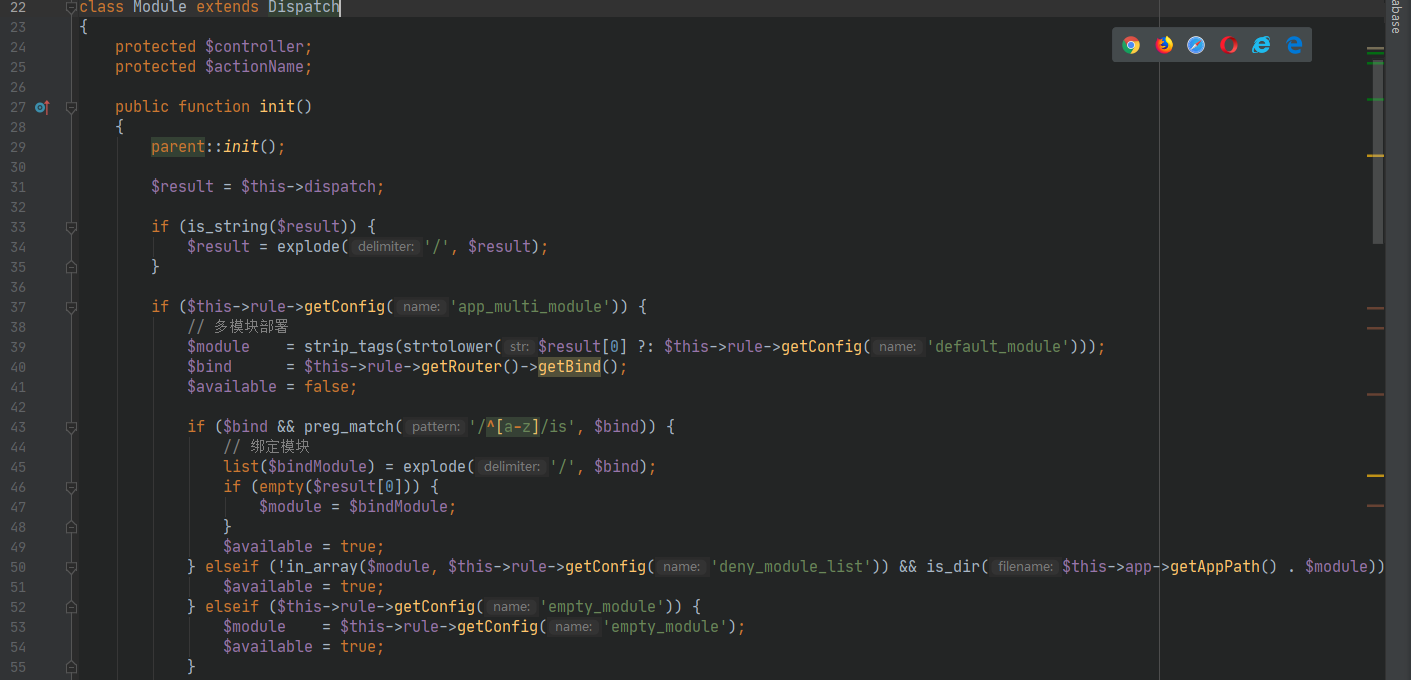 22 class Module extends Dispatch
23 {
24 protected $controller;
25 protected $actionName;
26
27 public function init()
28 {
29 parent::init();
30
31 $result = $this->dispatch;
32
33 if (is_string($result)) {
34 $result = explode( delimiter: '/', $result);
35 }
36
37 if ($this->rule->getConfig( name: 'app_multi_module')) {
38 // 多模块部署
39 $module = strip_tags(strtolower( str: $result[0] ?: $this->rule->getConfig( name: 'default_module')));
40 $bind = $this->rule->getRouter()->getBind();
41 $available = false;
42
43 if ($bind && preg_match( pattern: '/^[a-z]/is', $bind)) {
44 // 绑定模块
45 list($bindModule) = explode( delimiter: '/', $bind);
46 if (empty($result[0])) {
47 $module = $bindModule;
48 }
49 $available = true;
50 } elseif (!in_array($module, $this->rule->getConfig( name: 'deny_module_list')) && is_dir( filename: $this->app->getAppPath() . $module))
51 $available = true;
52 } elseif ($this->rule->getConfig( name: 'empty_module')) {
53 $module = $this->rule->getConfig( name: 'empty_module');
54 $available = true;
55 }
abase